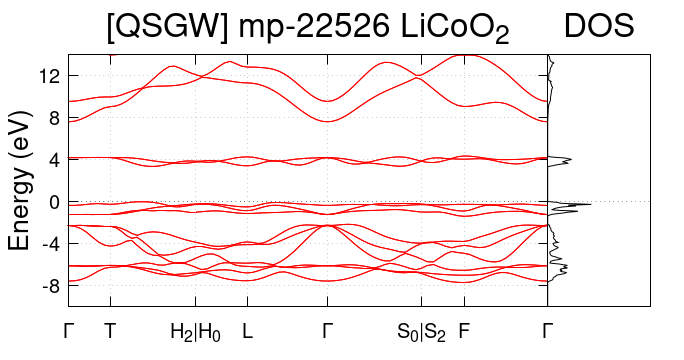 [QSGW] mp-22526 LiCoO₂ DOS
Energy (eV)
12
8
4
0
-4
-8
Γ T H₂|H₀ L Γ S₀|S₂ F Γ